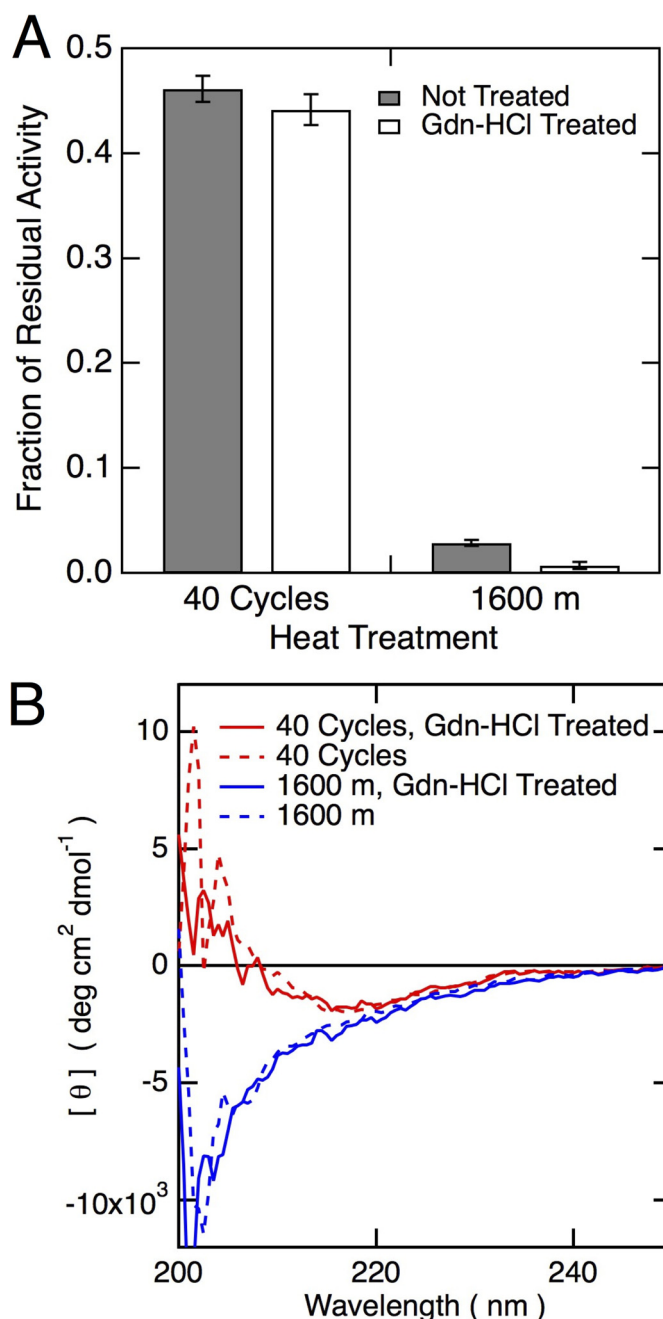 A
0.5
0.4
0.3
0.2
0.1
0.0
Fraction of Residual Activity
Not Treated
Gdn-HCl Treated
40 Cycles
1600 m
Heat Treatment
B
10
5
0
-5
-10x10³
[ θ ] ( deg cm² dmol⁻¹ )
40 Cycles, Gdn-HCl Treated
40 Cycles
1600 m, Gdn-HCl Treated
1600 m
200
220
240
Wavelength ( nm )